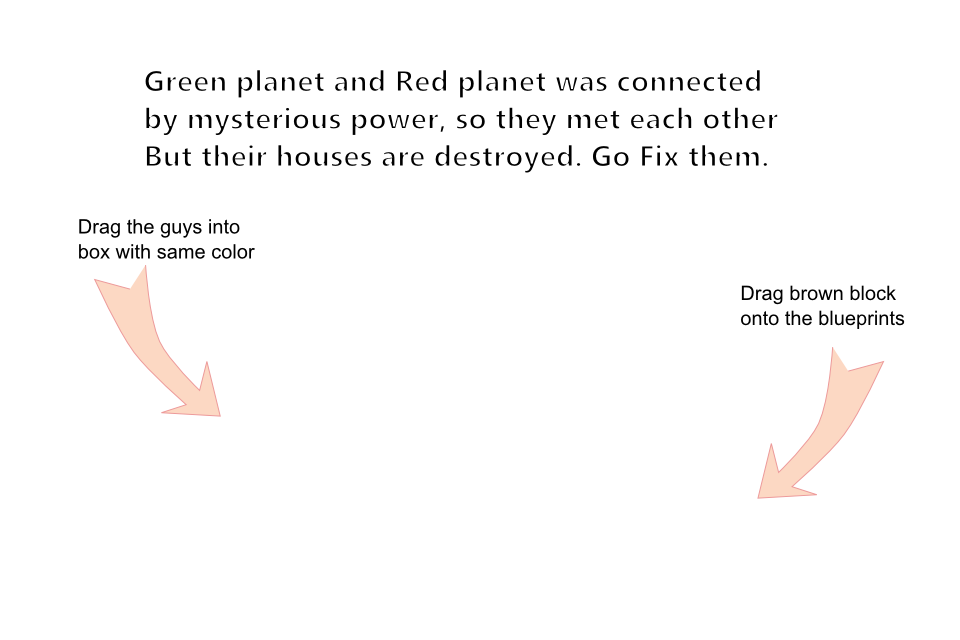 Green planet and Red planet was connected
by mysterious power, so they met each other
But their houses are destroyed. Go Fix them.
Drag the guys into
box with same color
Drag brown block
onto the blueprints